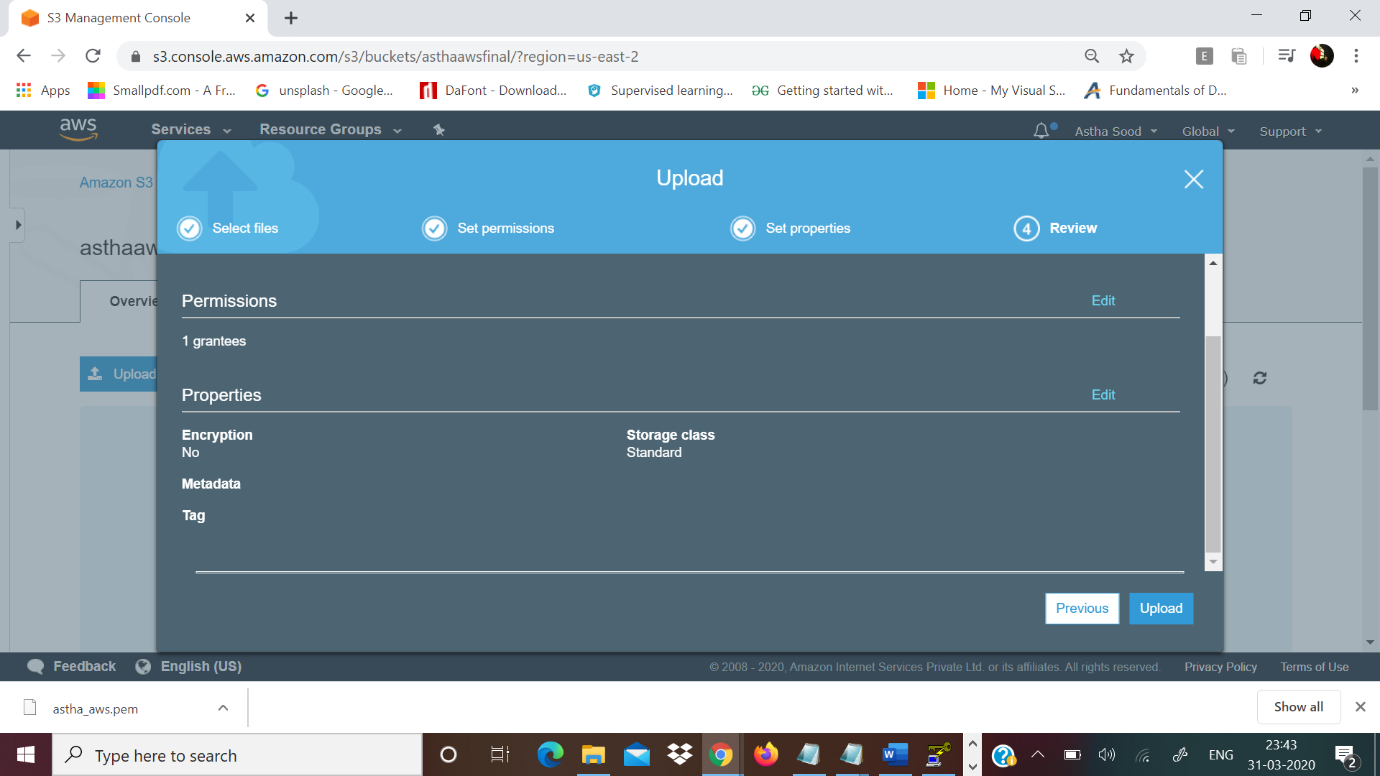 S3 Management Console
s3.console.aws.amazon.com/s3/buckets/asthaawsfinal/?region=us-east-2
E
Apps
Smallpdf.com - A Fr...
unsplash - Google...
DaFont - Download...
Supervised learning...
Getting started wit...
Home - My Visual S...
Fundamentals of D...
»
aws
Services
Resource Groups
Astha Sood
Global
Support
Amazon S3
Upload
Select files
Set permissions
Set properties
4 Review
asthaaw
Overvie
Permissions
Edit
1 grantees
Upload
Properties
Edit
Encryption
Storage class
No
Standard
Metadata
Tag
Previous
Upload
Feedback
English (US)
© 2008 - 2020, Amazon Internet Services Private Ltd. or its affiliates. All rights reserved.
Privacy Policy
Terms of Use
astha_aws.pem
Show all
Type here to search
ENG
23:43
31-03-2020
2